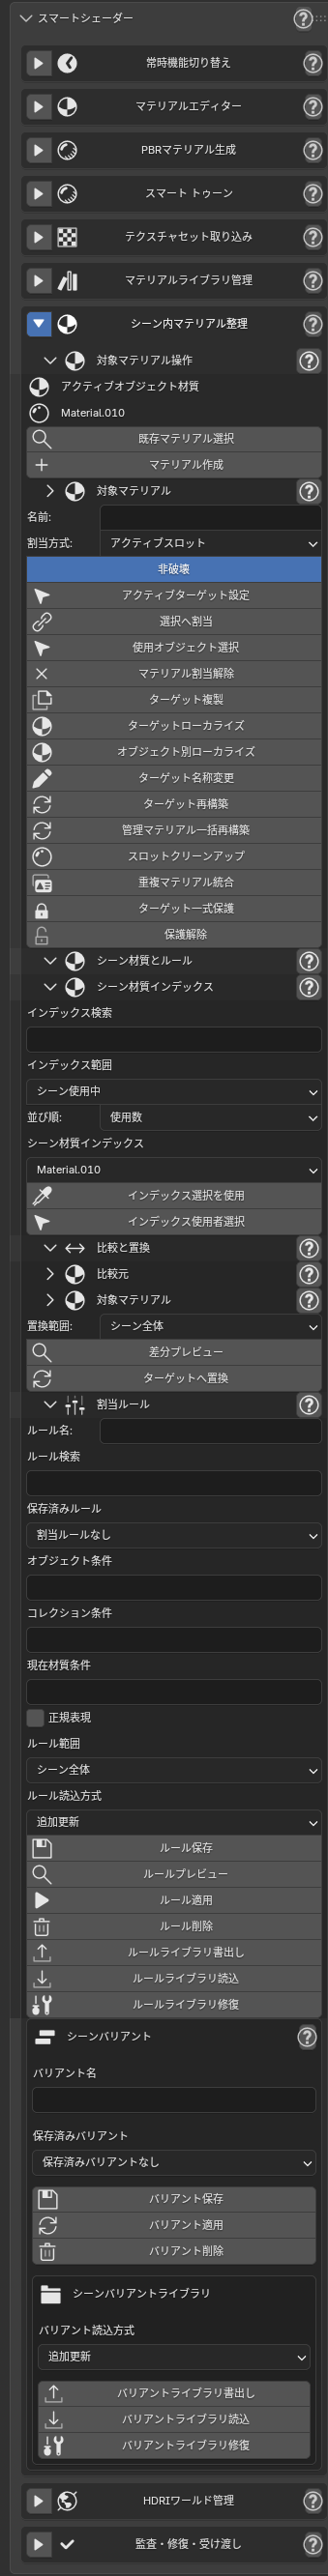 スマートシェーダー
常時機能切り替え
マテリアルエディター
PBRマテリアル生成
スマート トゥーン
テクスチャセット取り込み
マテリアルライブラリ管理
シーン内マテリアル整理
対象マテリアル操作
アクティブオブジェクト材質
Material.010
既存マテリアル選択
マテリアル作成
対象マテリアル
名前:
割当方式: アクティブスロット
非破壊
アクティブターゲット設定
選択へ割当
使用オブジェクト選択
マテリアル割当解除
ターゲット複製
ターゲットローカライズ
オブジェクト別ローカライズ
ターゲット名称変更
ターゲット再構築
管理マテリアル一括再構築
スロットクリーンアップ
重複マテリアル統合
ターゲット一式保護
保護解除
シーン材質とルール
シーン材質インデックス
インデックス検索
インデックス範囲
シーン使用中
並び順: 使用数
シーン材質インデックス
Material.010
インデックス選択を使用
インデックス使用者選択
比較と置換
比較元
対象マテリアル
置換範囲: シーン全体
差分プレビュー
ターゲットへ置換
割当ルール
ルール名:
ルール検索
保存済みルール
割当ルールなし
オブジェクト条件
コレクション条件
現在材質条件
正規表現
ルール範囲
シーン全体
ルール読込方式
追加更新
ルール保存
ルールプレビュー
ルール適用
ルール削除
ルールライブラリ書出し
ルールライブラリ読込
ルールライブラリ修復
シーンバリアント
バリアント名
保存済みバリアント
保存済みバリアントなし
バリアント保存
バリアント適用
バリアント削除
シーンバリアントライブラリ
バリアント読込方式
追加更新
バリアントライブラリ書出し
バリアントライブラリ読込
バリアントライブラリ修復
HDRIワールド管理
監査・修復・受け渡し